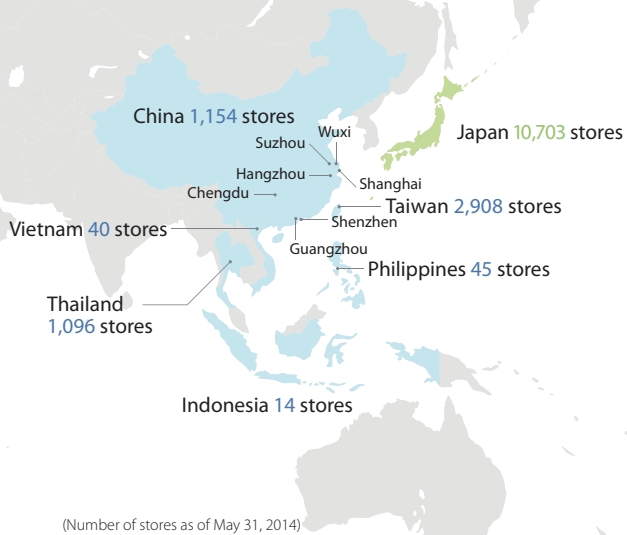 China 1,154 stores
Wuxi
Suzhou
Japan 10,703 stores
Hangzhou
Shanghai
Chengdu
Taiwan 2,908 stores
Shenzhen
Vietnam 40 stores
Guangzhou
Philippines 45 stores
Thailand
1,096 stores
Indonesia 14 stores
(Number of stores as of May 31, 2014)